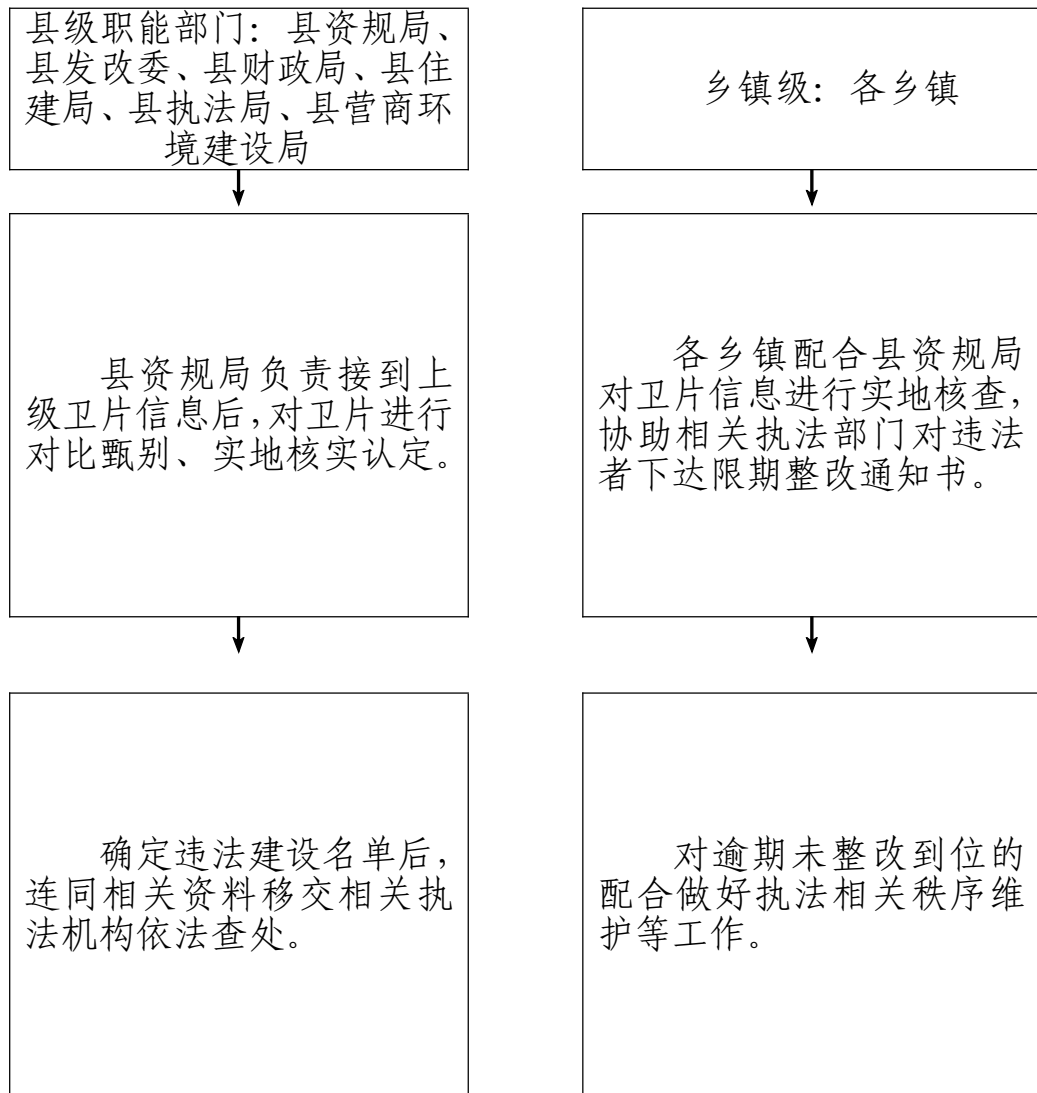 县级职能部门：县资规局、
县发改委、县财政局、县住
建局、县执法局、县营商环
境建设局
乡镇级：各乡镇
县资规局负责接到上
级卫片信息后，对卫片进行
对比甄别、实地核实认定。
各乡镇配合县资规局
对卫片信息进行实地核查，
协助相关执法部门对违法
者下达限期整改通知书。
确定违法建设名单后，
连同相关资料移交相关执
法机构依法查处。
对逾期未整改到位的
配合做好执法相关秩序维
护等工作。